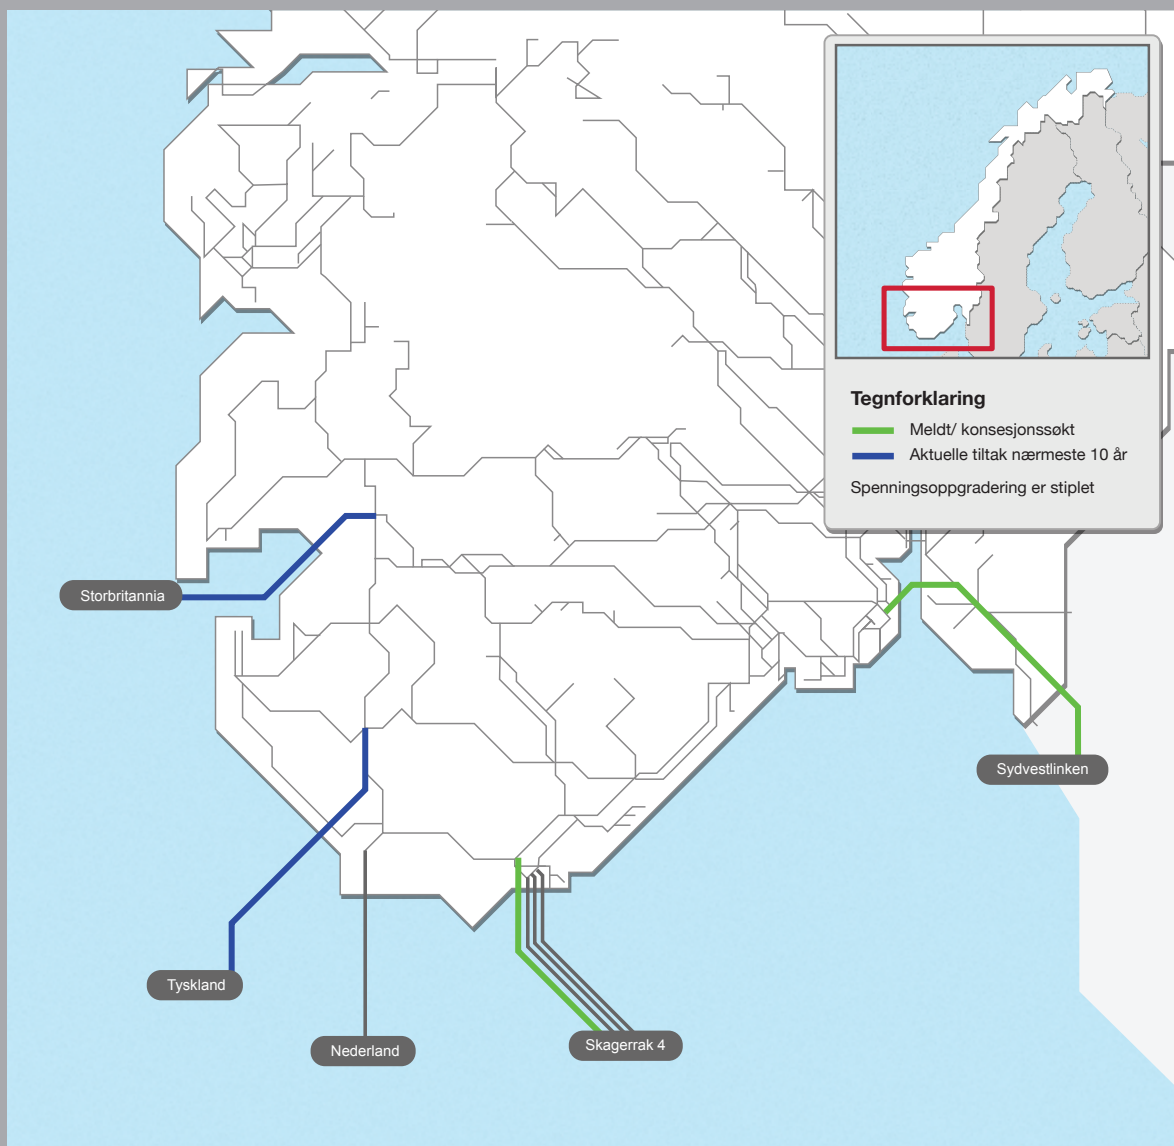 Tegnforklaring
Meldt/ konsesjonssøkt
Aktuelle tiltak nærmeste 10 år
Spenningsoppgradering er stiplet
Storbritannia
Sydvestlinken
Tyskland
Nederland
Skagerrak 4